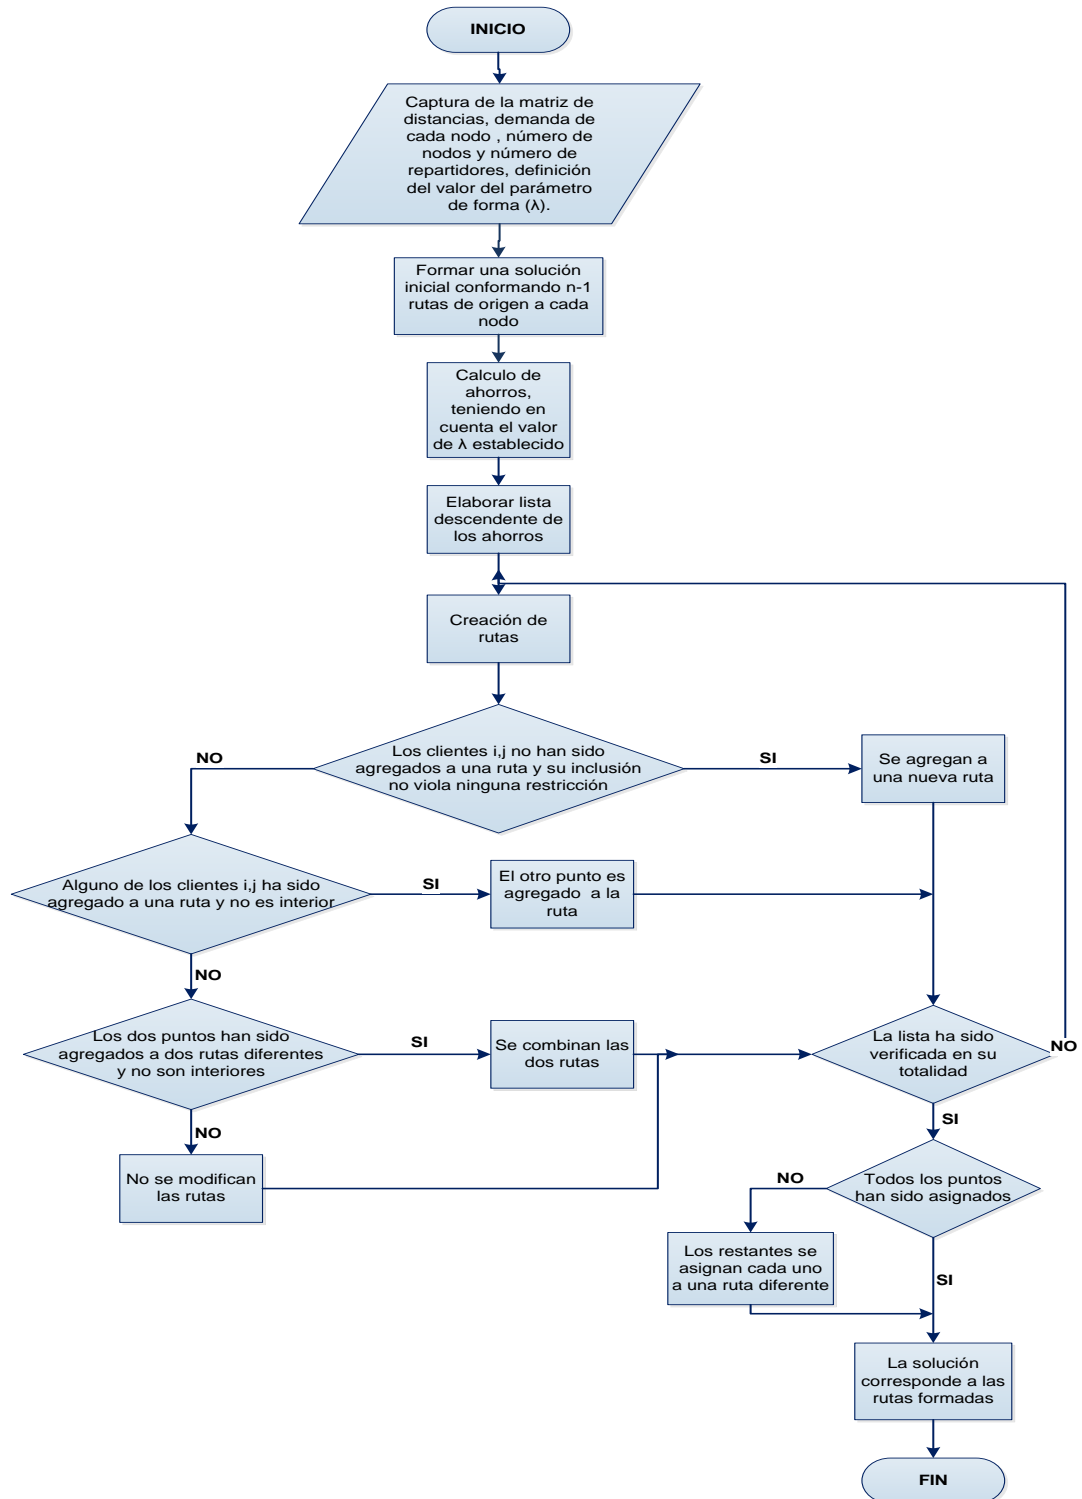 INICIO
Captura de la matriz de
distancias, demanda de
cada nodo , número de
nodos y número de
repartidores, definición
del valor del parámetro
de forma (λ).
Formar una solución
inicial conformando n-1
rutas de origen a cada
nodo
Calculo de
ahorros,
teniendo en
cuenta el valor
de λ establecido
Elaborar lista
descendente de
los ahorros
Creación de
rutas
Los clientes i,j no han sido
agregados a una ruta y su inclusión
no viola ninguna restricción
NO
SI
Se agregan a
una nueva ruta
Alguno de los clientes i,j ha sido
agregado a una ruta y no es interior
SI
El otro punto es
agregado a la
ruta
NO
Los dos puntos han sido
agregados a dos rutas diferentes
y no son interiores
SI
Se combinan las
dos rutas
La lista ha sido
verificada en su
totalidad
NO
NO
SI
No se modifican
las rutas
Todos los puntos
han sido asignados
NO
Los restantes se
asignan cada uno
a una ruta diferente
SI
La solución
corresponde a las
rutas formadas
FIN